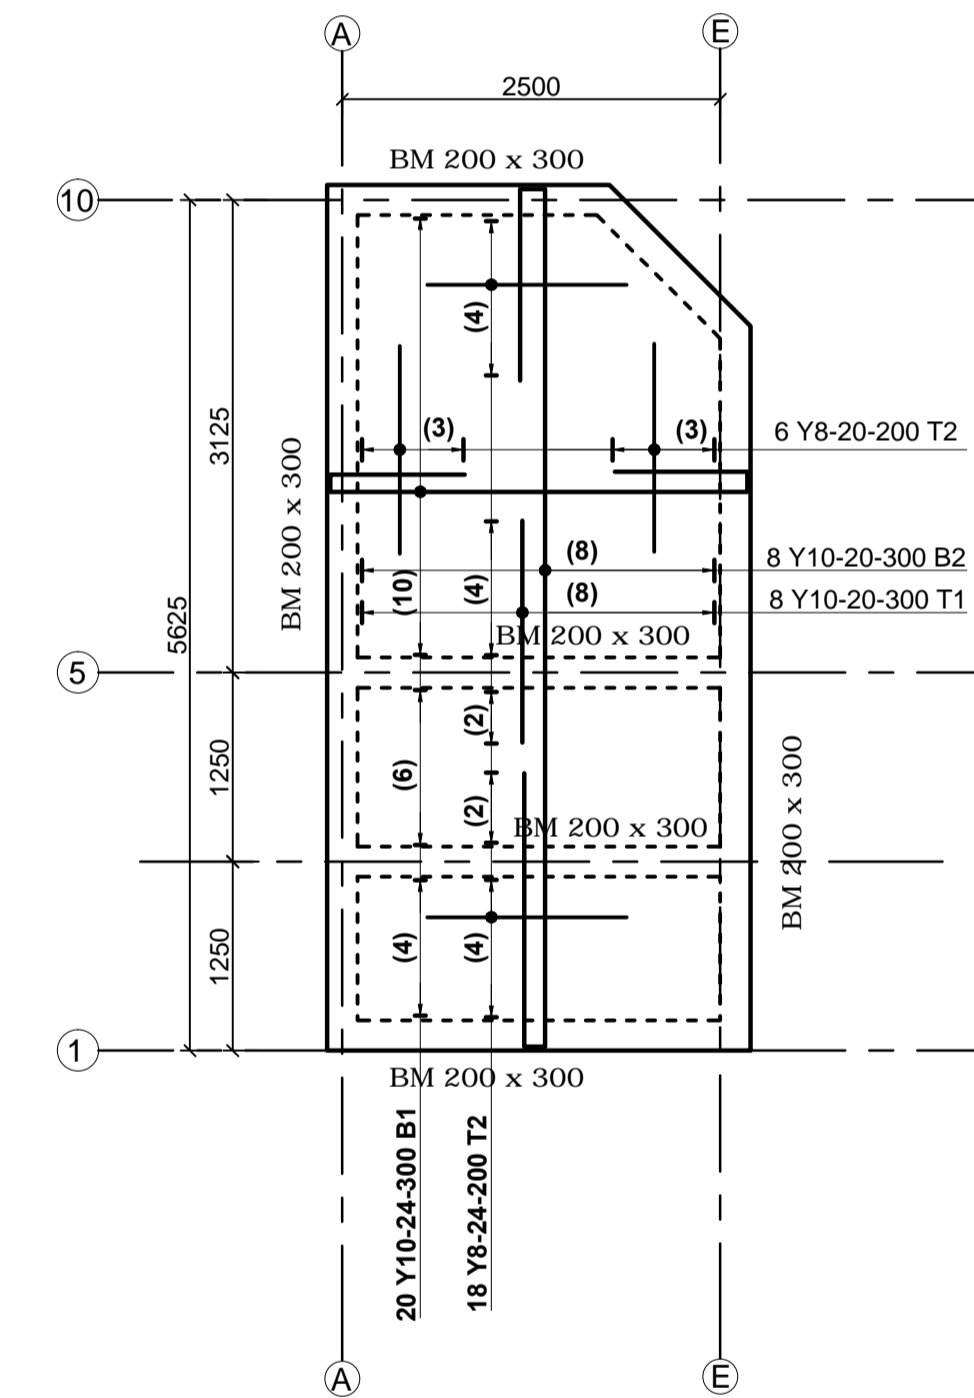 A
E
2500
BM 200 x 300
10
(4)
3125
(3)
(3)
6 Y8-20-200 T2
BM 200 x 300
(8)
8 Y10-20-300 B2
(10)
(4)
(8)
8 Y10-20-300 T1
5625
BM 200 x 300
5
(2)
1250
(6)
(2)
BM 200 x 300
BM 200 x 300
1250
(4)
(4)
1
BM 200 x 300
20 Y10-24-300 B1
18 Y8-24-200 T2
A
E